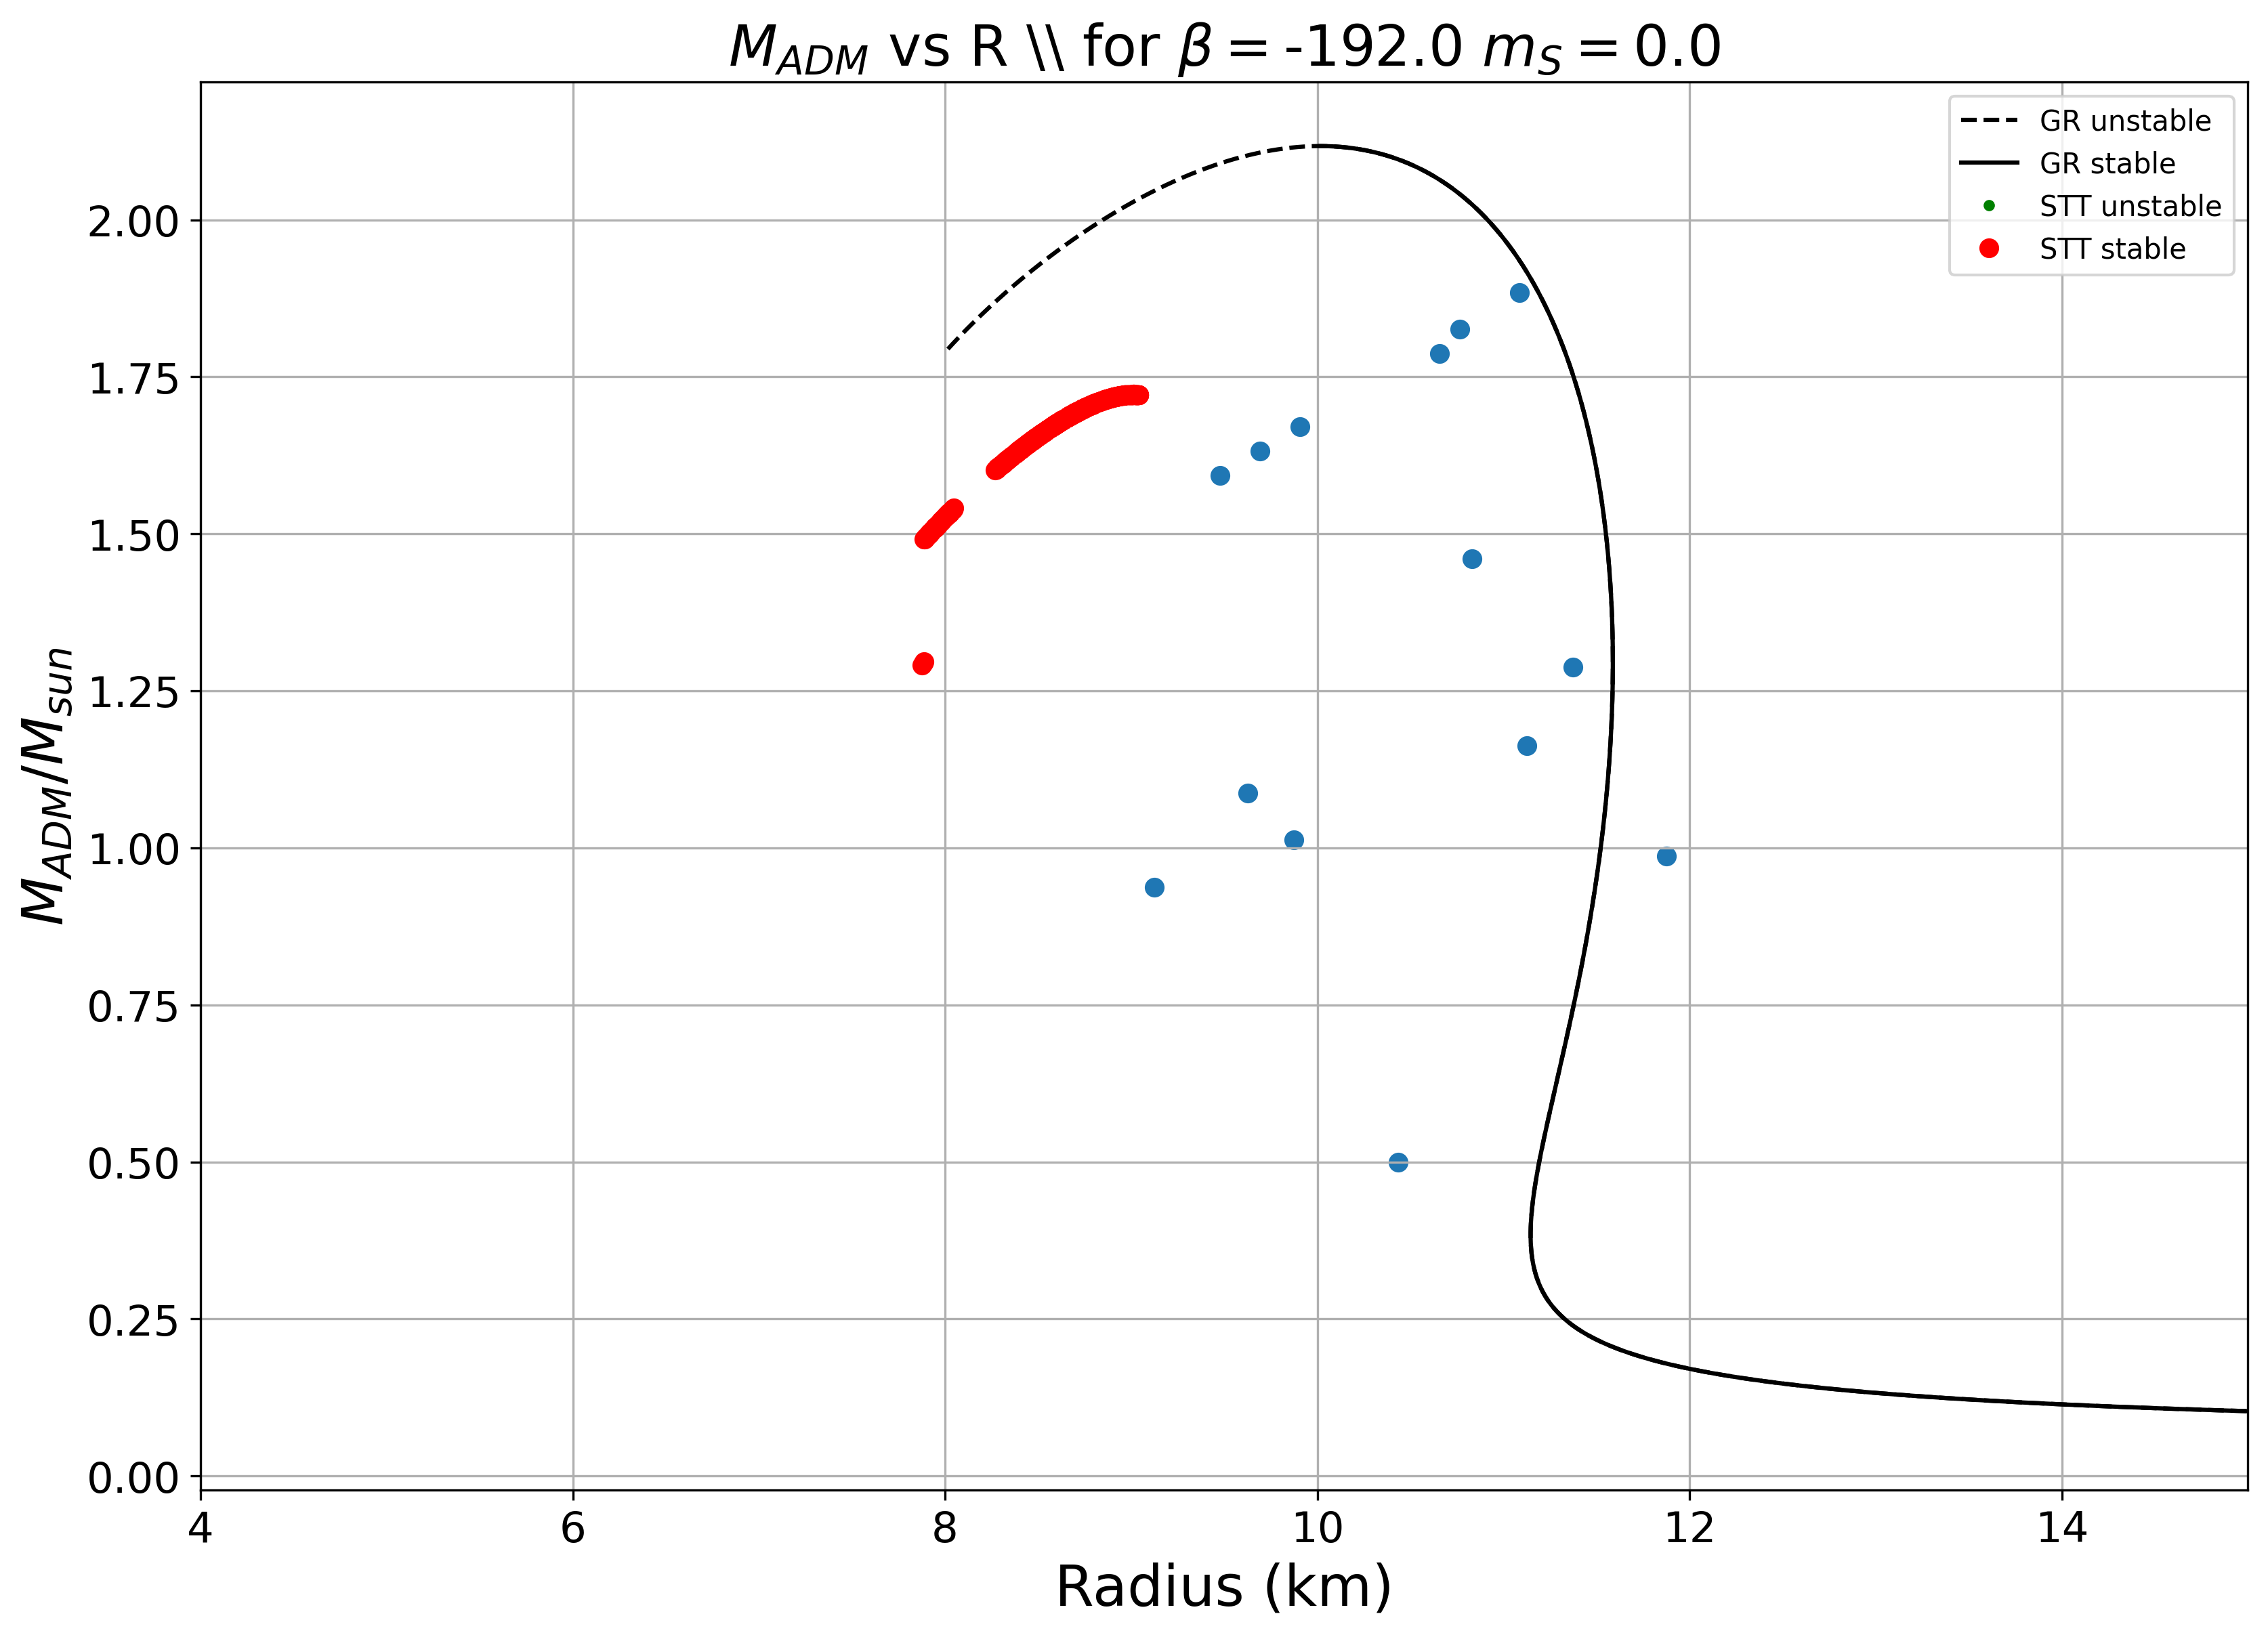 M_ADM vs R \\ for β = -192.0 m_S = 0.0
GR unstable
GR stable
STT unstable
STT stable
M_ADM/M_sun
2.00
1.75
1.50
1.25
1.00
0.75
0.50
0.25
0.00
4 6 8 10 12 14
Radius (km)